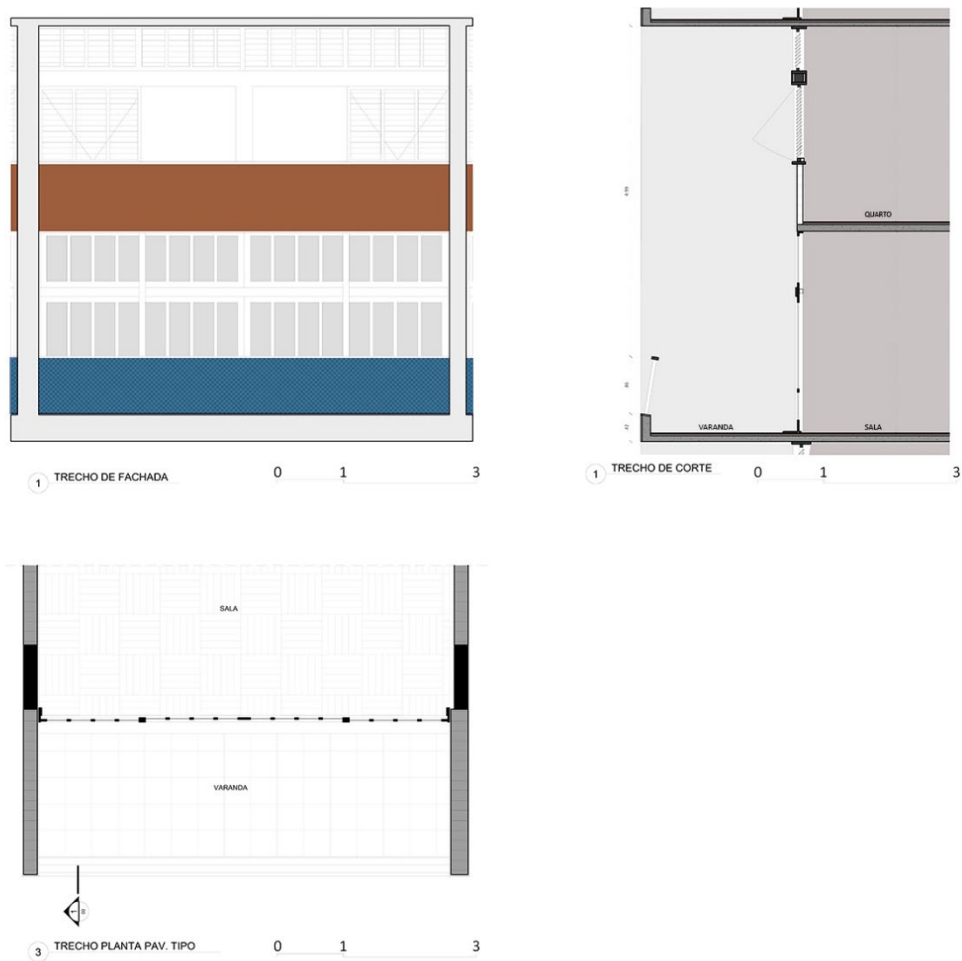 QUARTO
VARANDA SALA
1 TRECHO DE FACHADA 0 1 3
1 TRECHO DE CORTE 0 1 3
SALA
VARANDA
3 TRECHO PLANTA PAV. TIPO 0 1 3